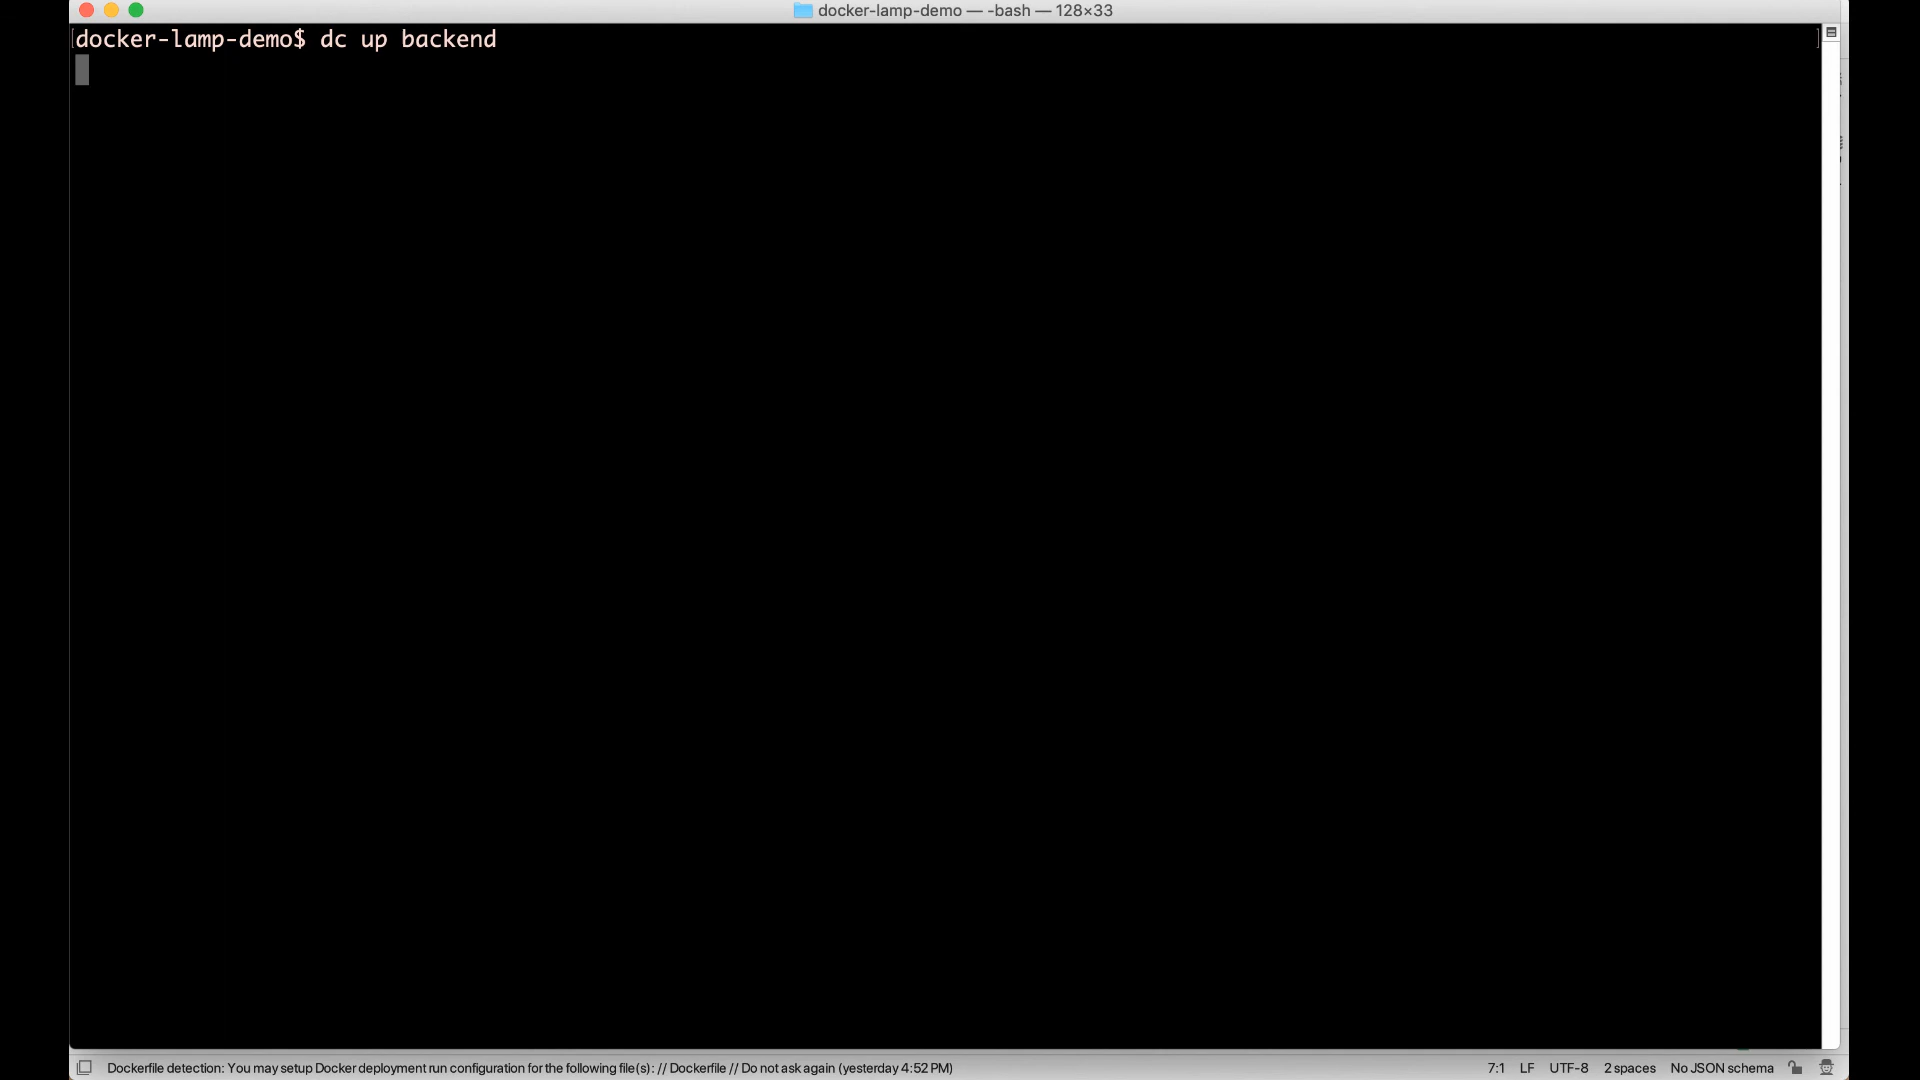 docker-lamp-demo — -bash — 128×33
docker-lamp-demo$ dc up backend
Dockerfile detection: You may setup Docker deployment run configuration for the following file(s): // Dockerfile // Do not ask again (yesterday 4:52 PM)
7:1 LF UTF-8 2 spaces No JSON schema